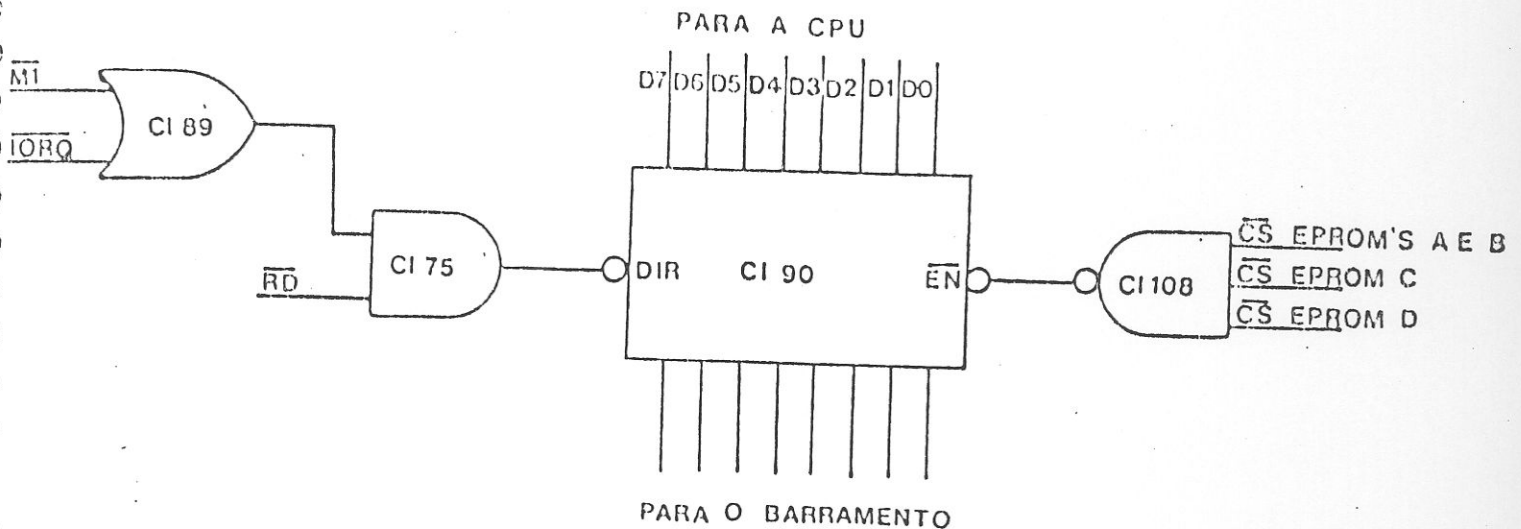 PARA A CPU
D7 D6 D5 D4 D3 D2 D1 D0
M1
IORQ
CI 89
CI 75
RD
DIR
CI 90
EN
CI 108
CS EPROM'S A E B
CS EPROM C
CS EPROM D
PARA O BARRAMENTO